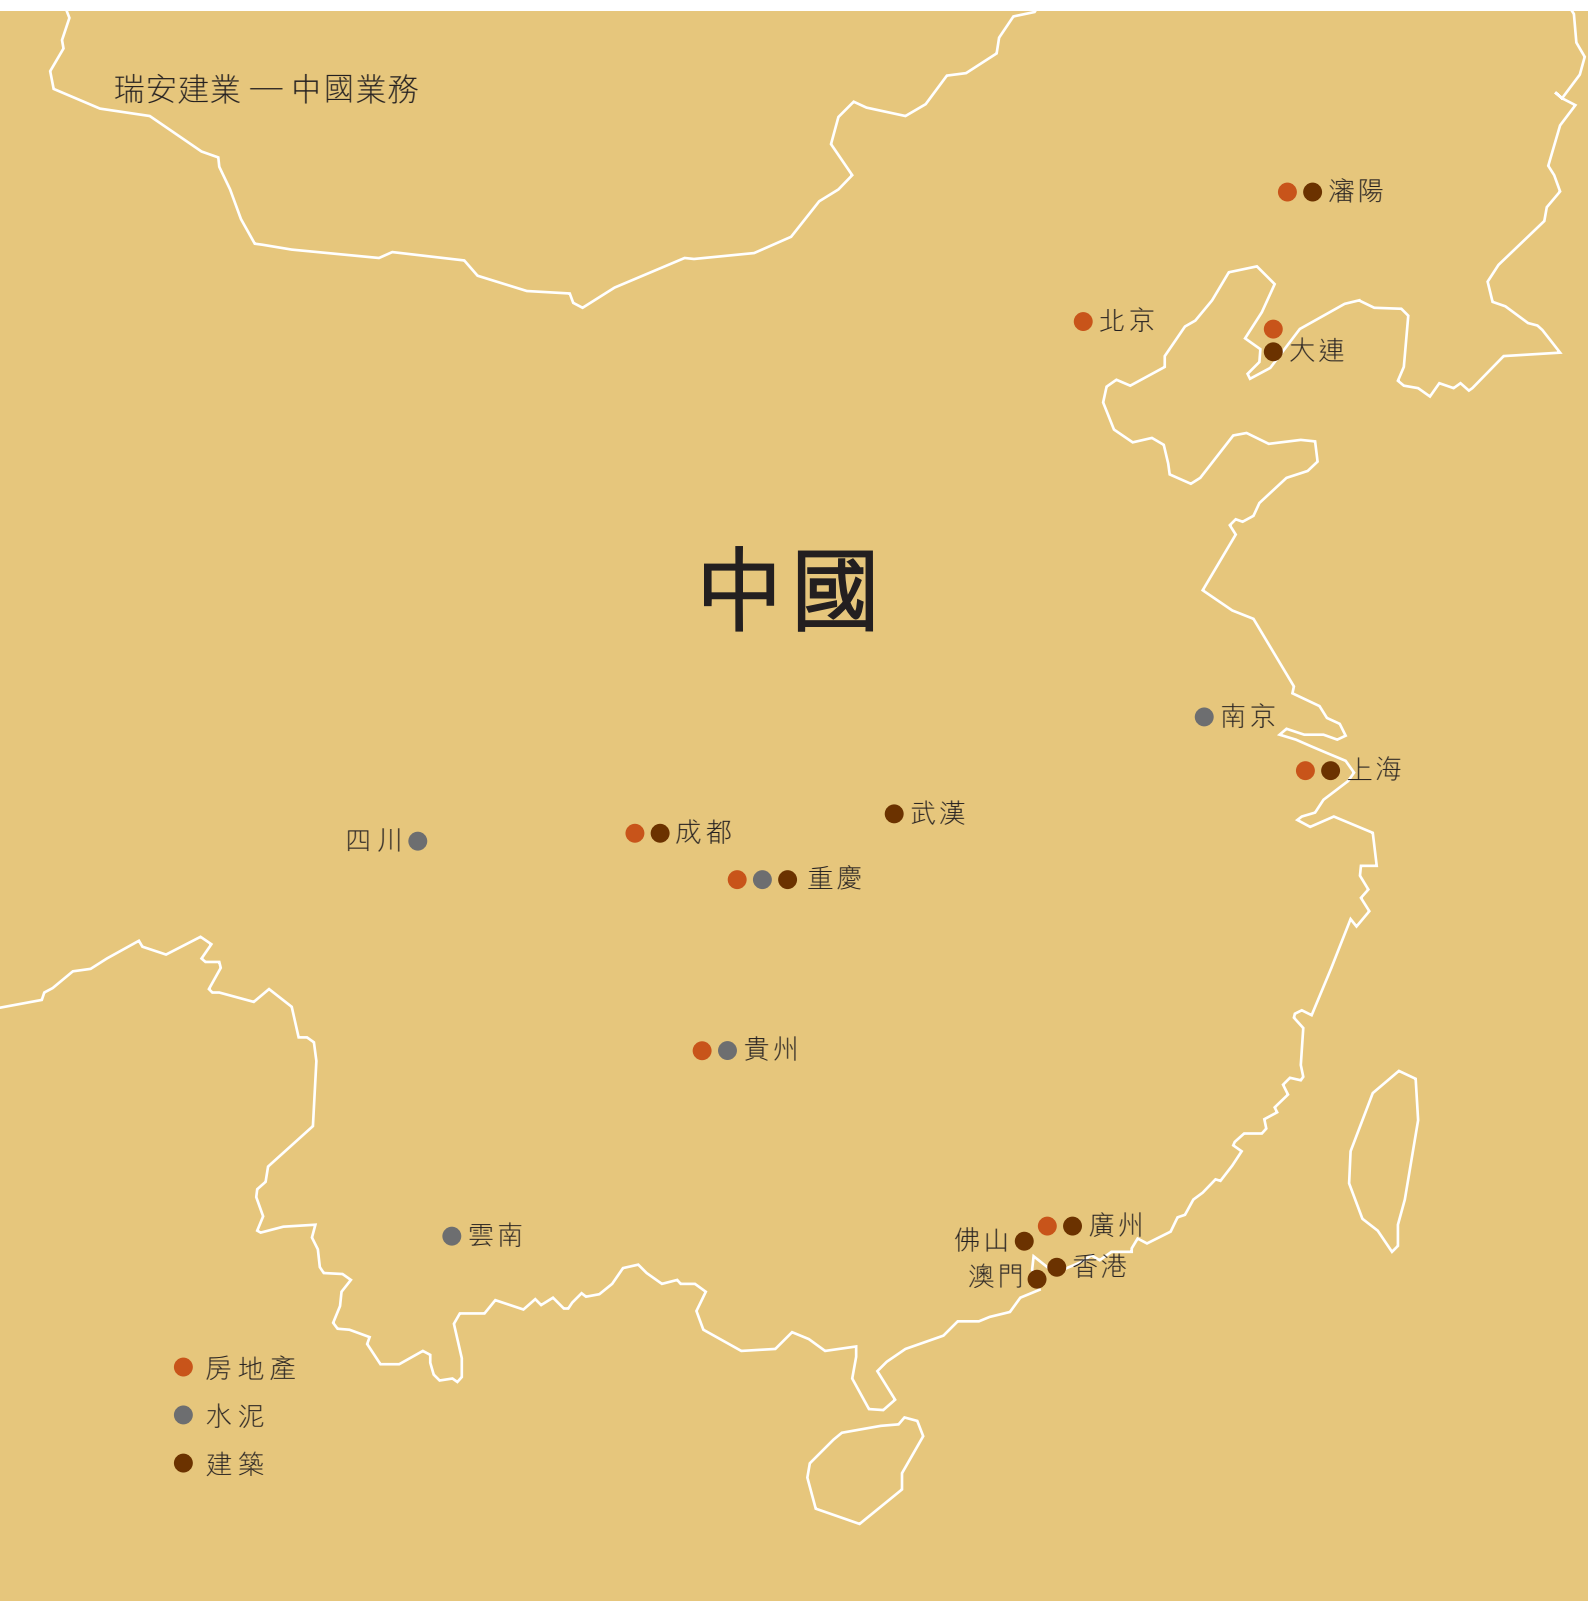 瑞安建業 — 中國業務
瀋陽
北京
大連
中國
南京
上海
武漢
成都
四川
重慶
貴州
雲南
廣州
佛山
香港
澳門
房地產
水泥
建築